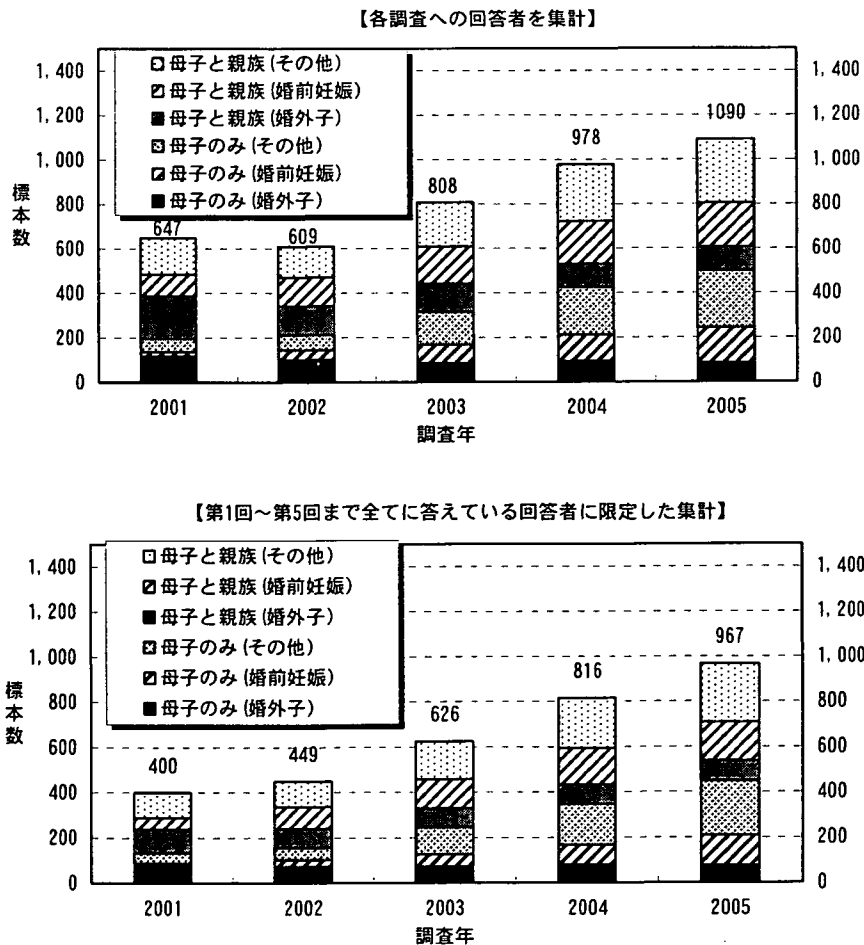 【各調査への回答者を集計】
1,400
1,200
1,000
800
600
400
200
0
標本数
母子と親族(その他)
母子と親族(婚前妊娠)
母子と親族(婚外子)
母子のみ(その他)
母子のみ(婚前妊娠)
母子のみ(婚外子)
647
609
808
978
1090
1,400
1,200
1,000
800
600
400
200
0
2001 2002 2003 2004 2005
調査年
【第1回～第5回まで全てに答えている回答者に限定した集計】
1,400
1,200
1,000
800
600
400
200
0
標本数
母子と親族(その他)
母子と親族(婚前妊娠)
母子と親族(婚外子)
母子のみ(その他)
母子のみ(婚前妊娠)
母子のみ(婚外子)
400
449
626
816
967
1,400
1,200
1,000
800
600
400
200
0
2001 2002 2003 2004 2005
調査年